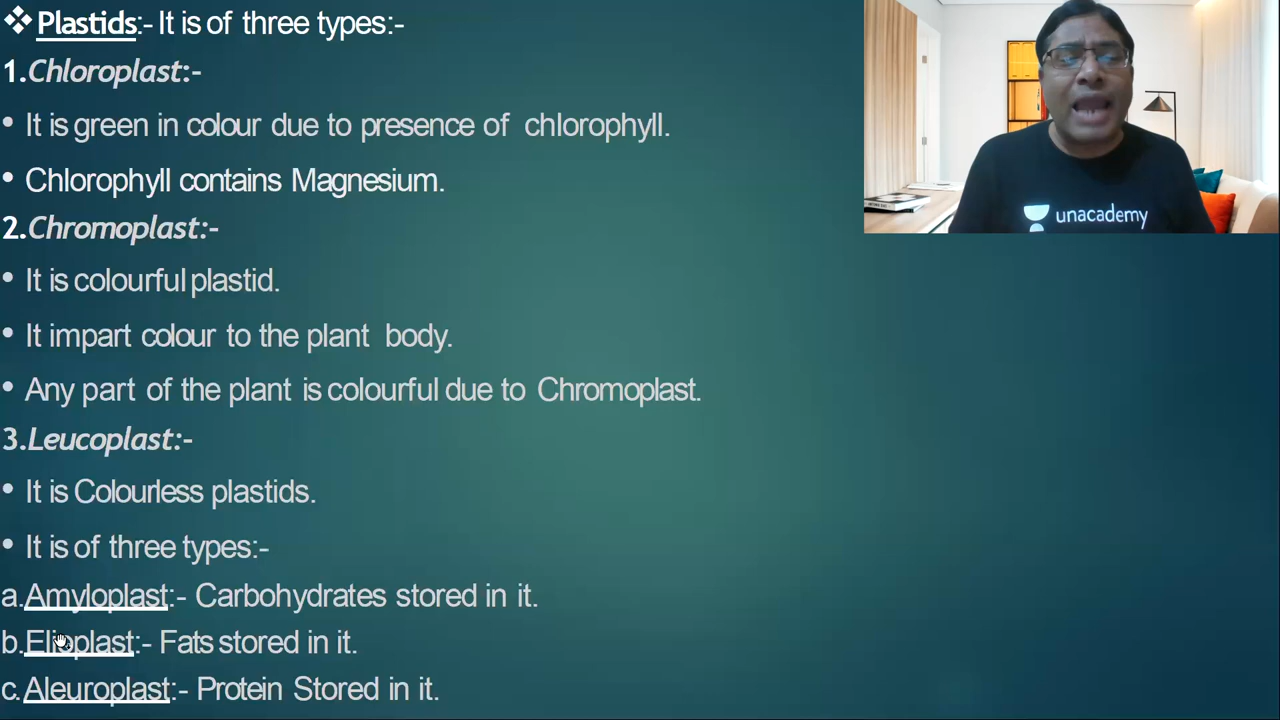 ❖ Plastids:- It is of three types:-
1.Chloroplast:-
• It is green in colour due to presence of chlorophyll.
• Chlorophyll contains Magnesium.
2.Chromoplast:-
• It is colourful plastid.
• It impart colour to the plant body.
• Any part of the plant is colourful due to Chromoplast.
3.Leucoplast:-
• It is Colourless plastids.
• It is of three types:-
a.Amyloplast:- Carbohydrates stored in it.
b.Elioplast:- Fats stored in it.
c.Aleuroplast:- Protein Stored in it.
unacademy